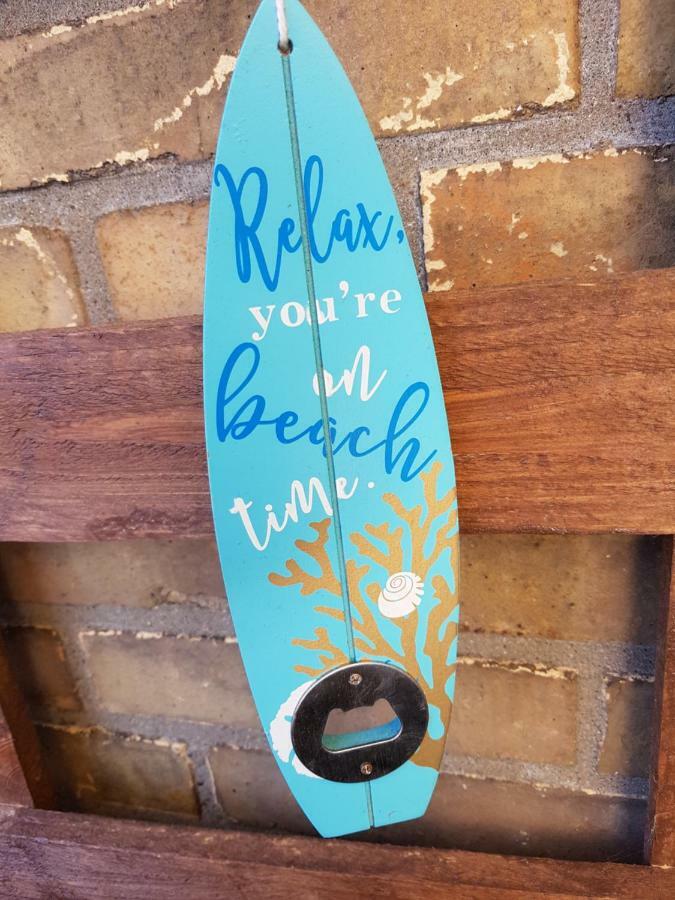 Relax,
you're
on
beach
time.